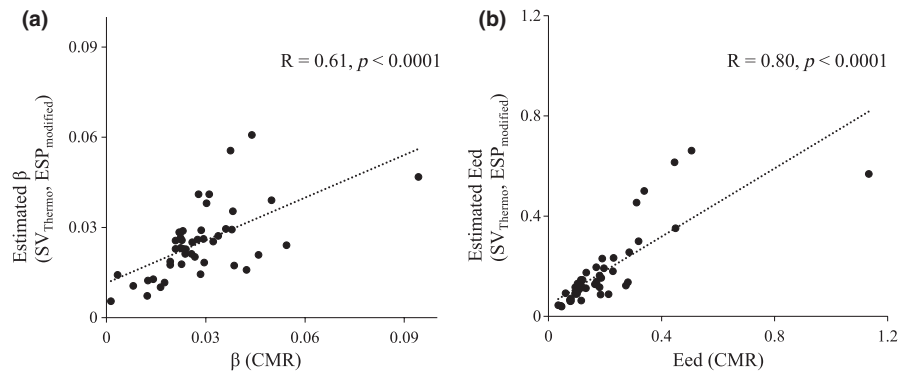 (a)
0.09
0.06
0.03
0
R = 0.61, p < 0.0001
Estimated β
(SVThermo, ESPmodified)
0
0.03
0.06
0.09
β (CMR)
(b)
1.2
0.8
0.4
0
R = 0.80, p < 0.0001
Estimated Eed
(SVThermo, ESPmodified)
0
0.4
0.8
1.2
Eed (CMR)